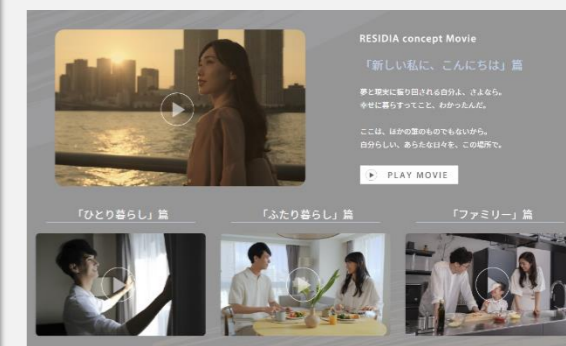 RESIDIA concept Movie
「新しい私に、こんにちは」篇
夢と現実に振り回される自分よ、さよなら。
幸せに暮らすってこと、わかったんだ。
ここは、ほかの誰のものでもないから。
自分らしい、あらたな日々を、この場所で。
PLAY MOVIE
「ひとり暮らし」篇
「ふたり暮らし」篇
「ファミリー」篇